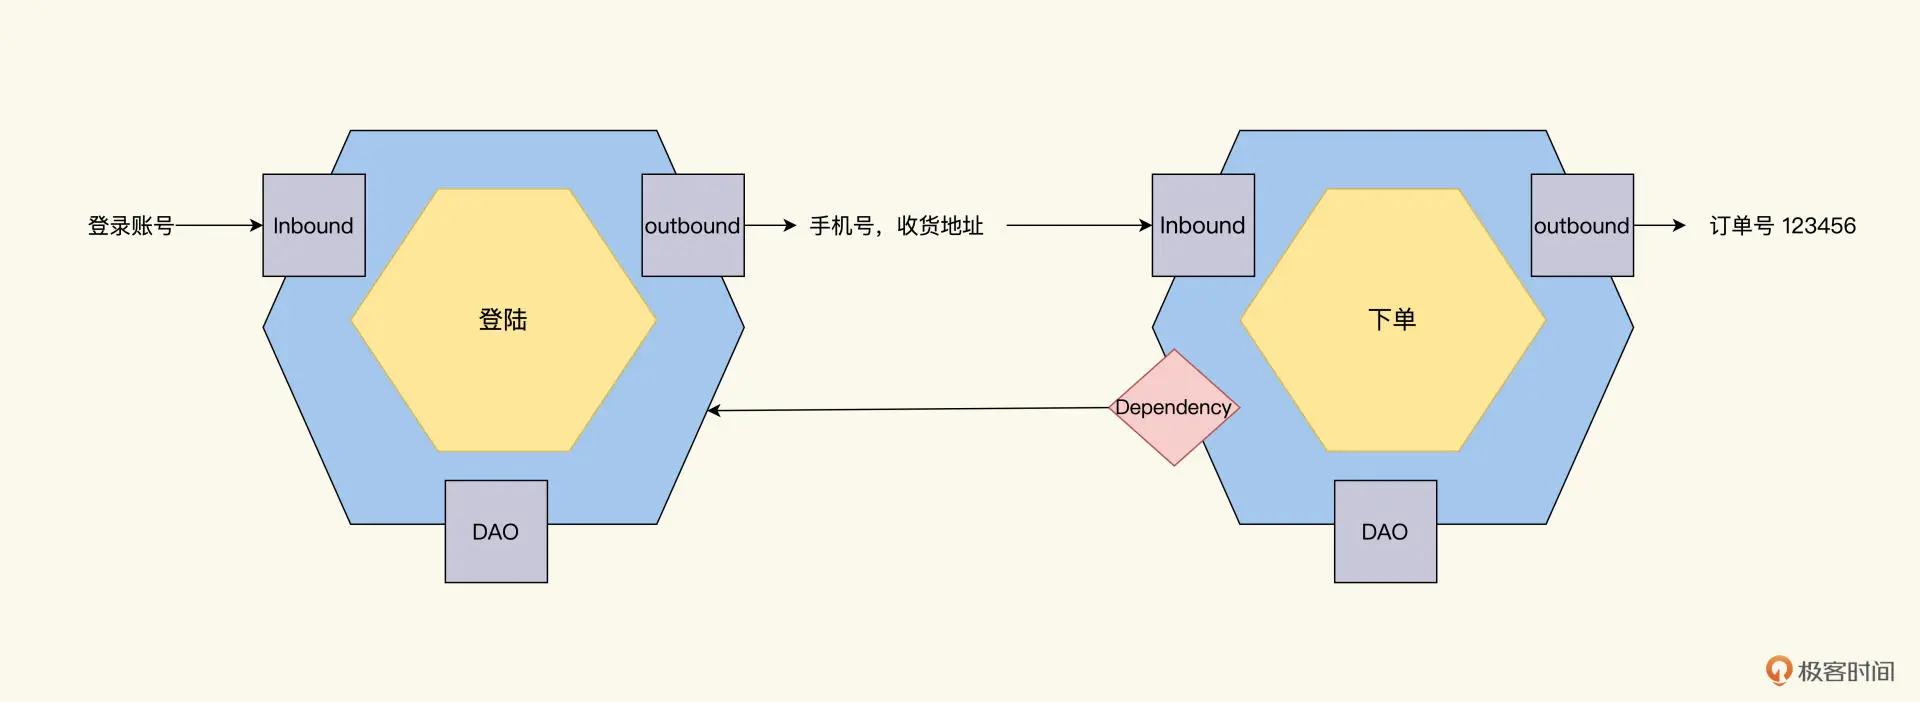 登录账号
Inbound
outbound
手机号，收货地址
Inbound
outbound
订单号 123456
登陆
下单
Dependency
DAO
DAO
极客时间